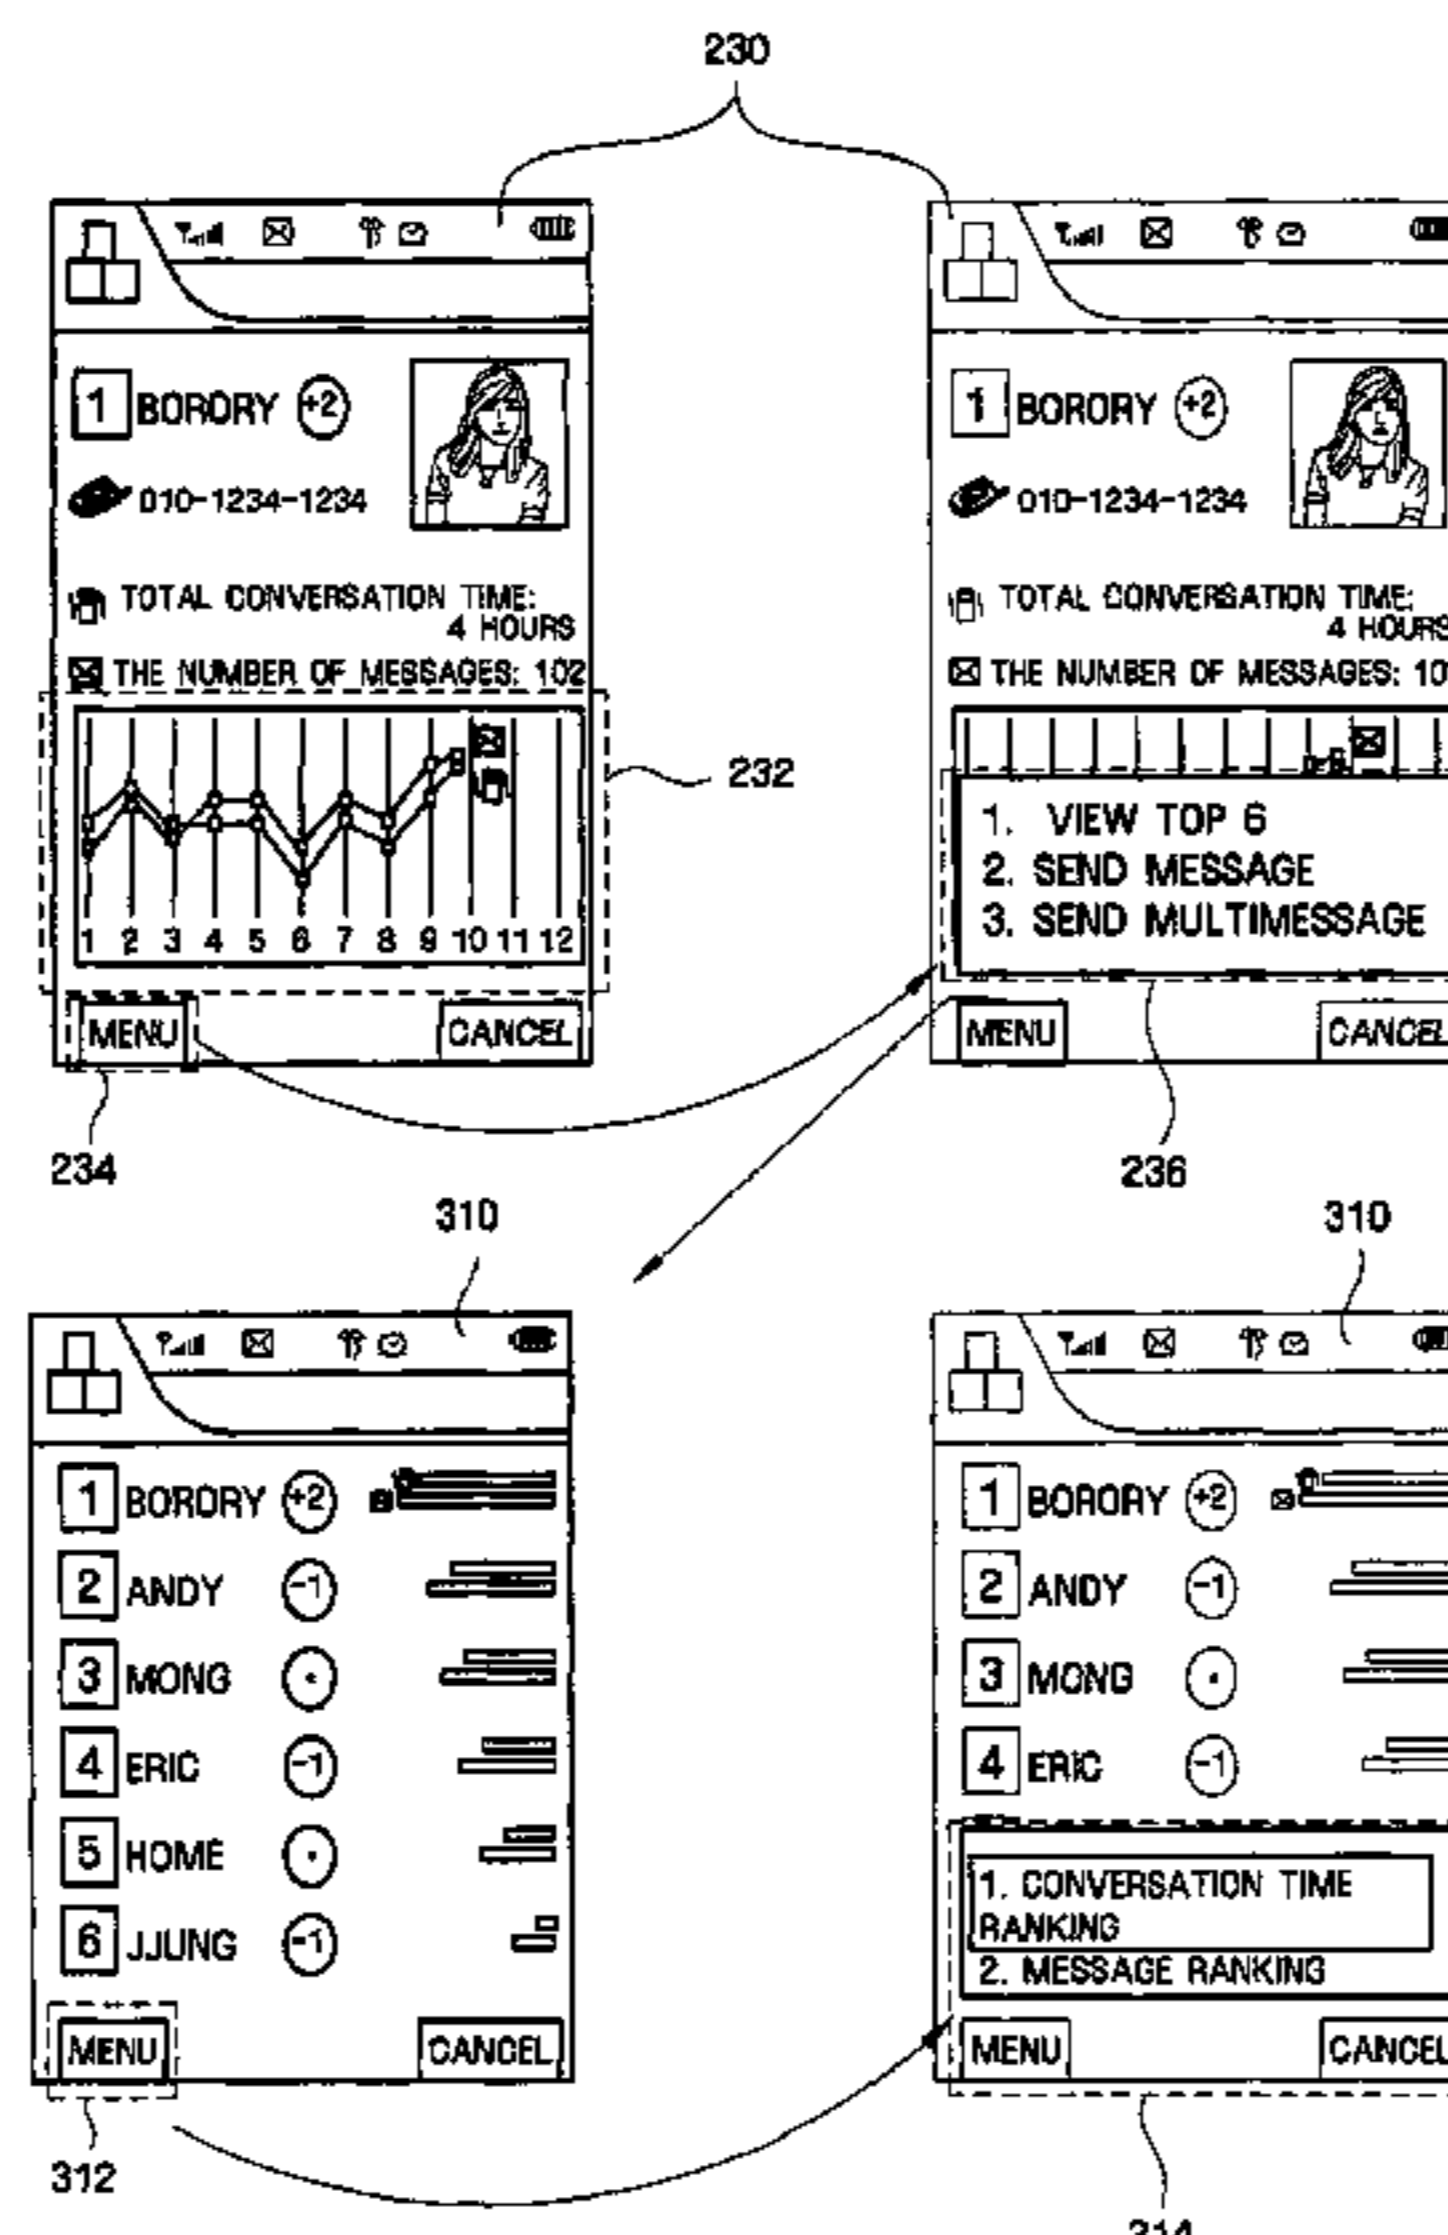 230
1 BORORY +2
010-1234-1234
TOTAL CONVERSATION TIME:
4 HOURS
THE NUMBER OF MESSAGES: 102
1 2 3 4 5 6 7 8 9 10 11 12
MENU CANCEL
232
234
1 BORORY +2
010-1234-1234
TOTAL CONVERSATION TIME:
4 HOURS
THE NUMBER OF MESSAGES:
1. VIEW TOP 6
2. SEND MESSAGE
3. SEND MULTIMESSAGE
MENU CANCEL
236
310
1 BORORY +2
2 ANDY -1
3 MONG •
4 ERIC -1
5 HOME •
6 JJUNG -1
MENU CANCEL
312
310
1 BORORY +2
2 ANDY -1
3 MONG •
4 ERIC -1
1. CONVERSATION TIME
RANKING
2. MESSAGE RANKING
MENU CANCEL
314